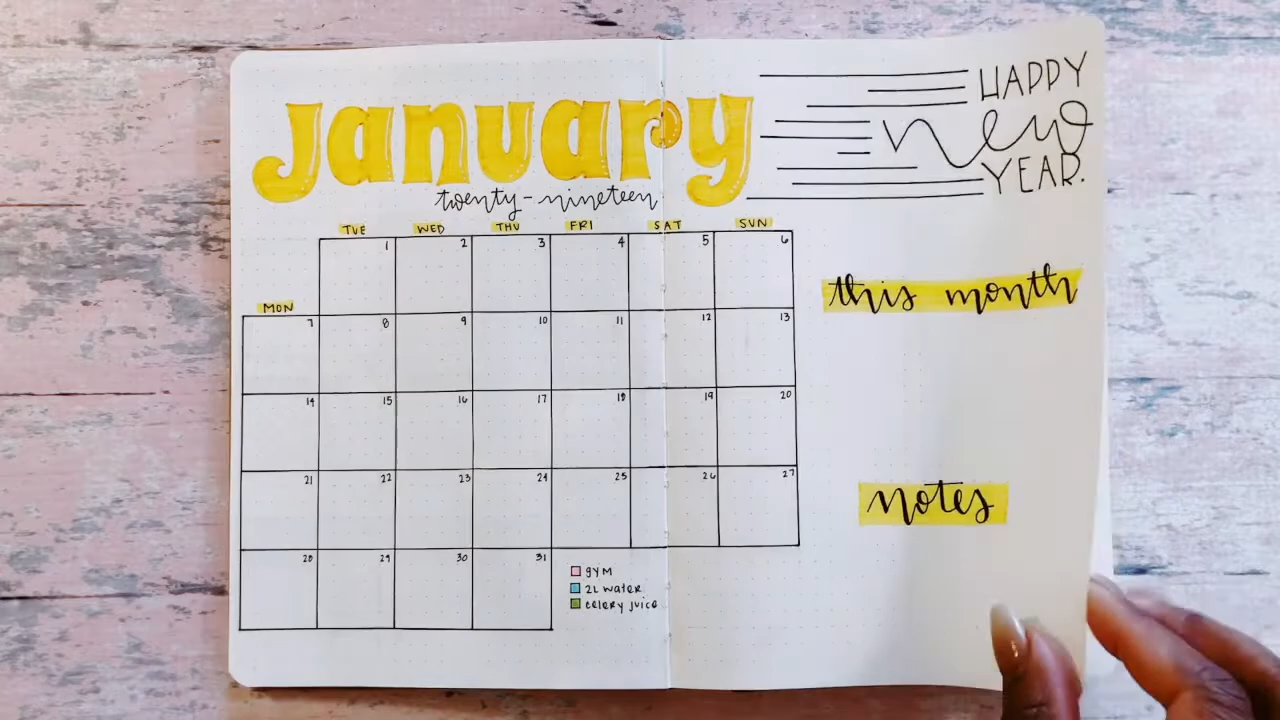 January
twenty-nineteen
HAPPY
new
YEAR.
TUE WED THU FRI SAT SUN
1 2 3 4 5 6
MON
7 8 9 10 11 12 13
14 15 16 17 18 19 20
21 22 23 24 25 26 27
28 29 30 31
GYM
2L water
celery juice
this month
notes